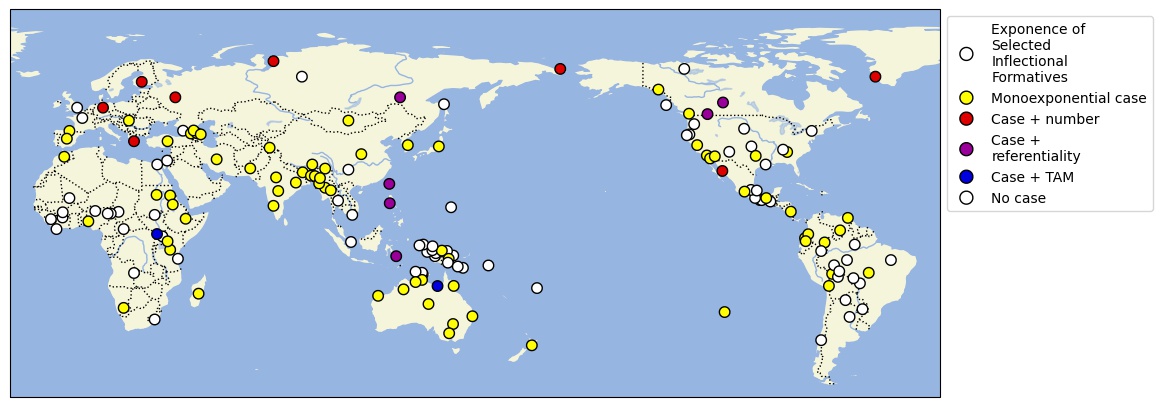 Exponence of
Selected
Inflectional
Formatives
Monoexponential case
Case + number
Case +
referentiality
Case + TAM
No case